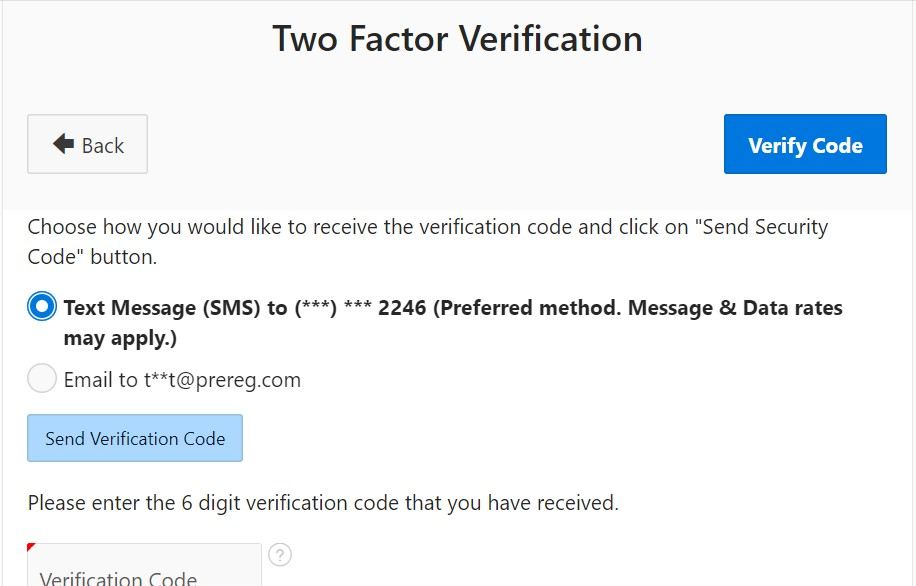 Two Factor Verification
Back
Verify Code
Choose how you would like to receive the verification code and click on "Send Security
Code" button.
Text Message (SMS) to (***) *** 2246 (Preferred method. Message & Data rates
may apply.)
Email to t**t@prereg.com
Send Verification Code
Please enter the 6 digit verification code that you have received.
?
Verification Code